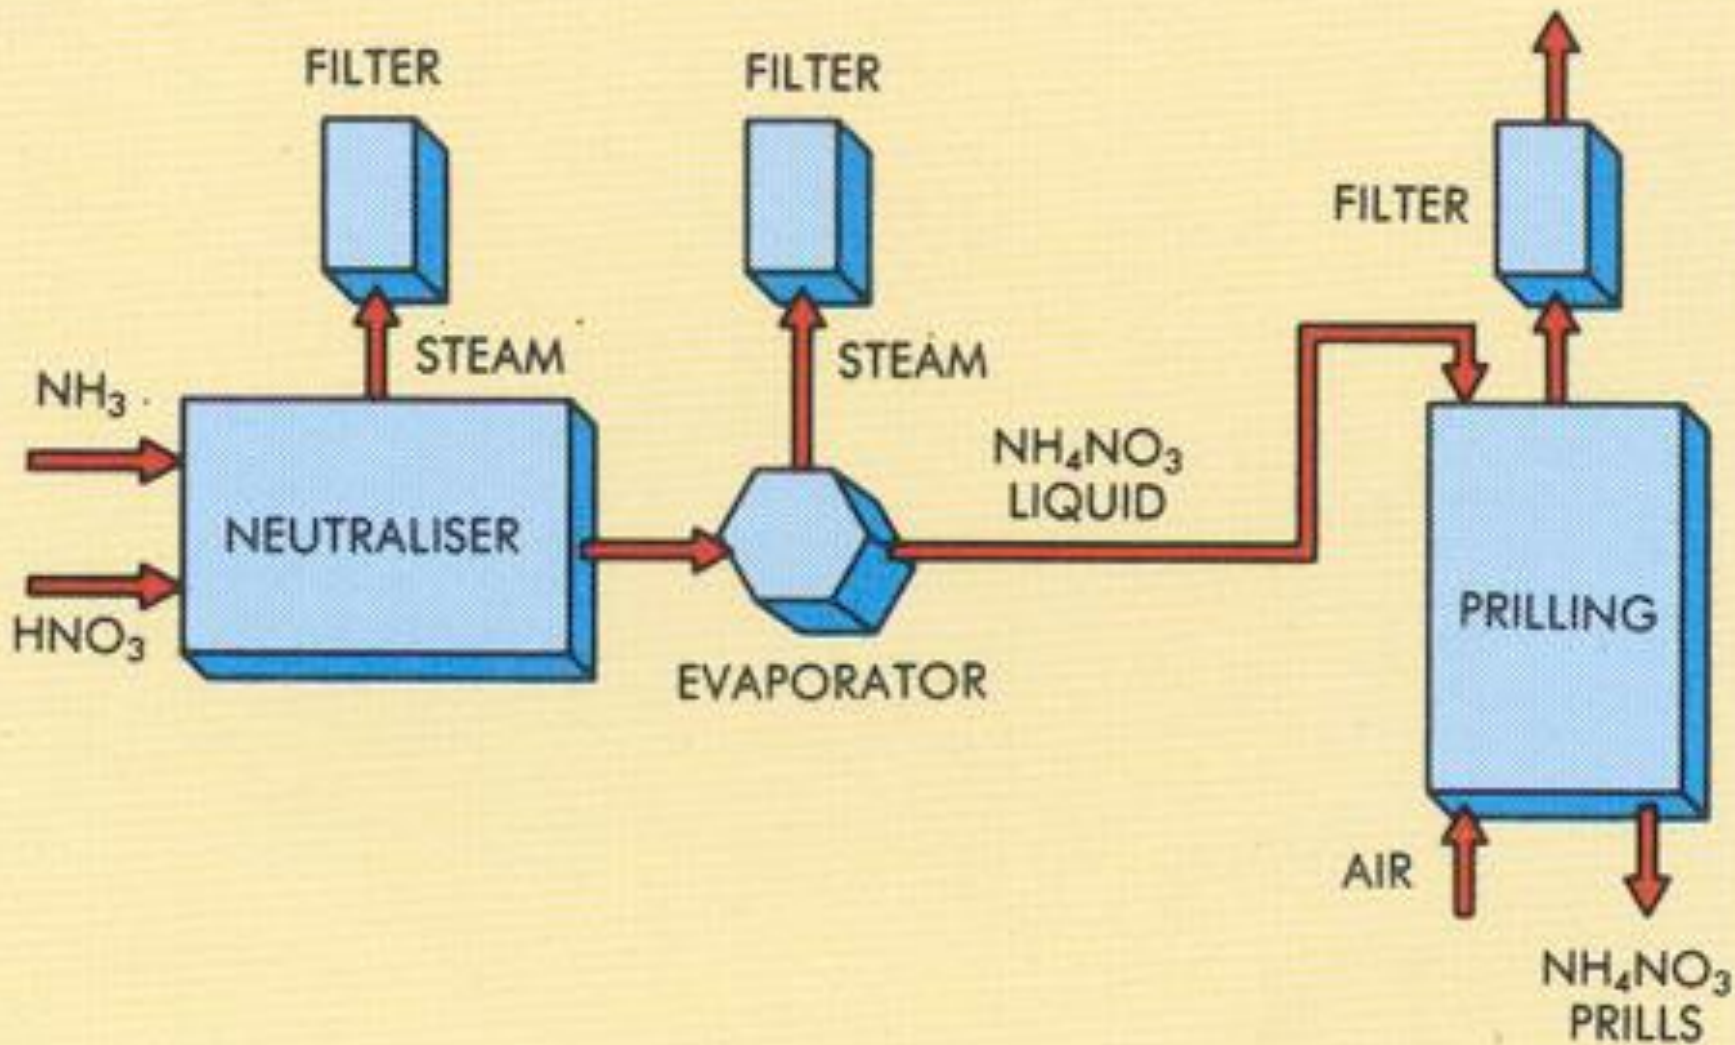 FILTER
FILTER
FILTER
STEAM
STEAM
NH₃
NH₄NO₃
LIQUID
NEUTRALISER
HNO₃
EVAPORATOR
PRILLING
AIR
NH₄NO₃
PRILLS